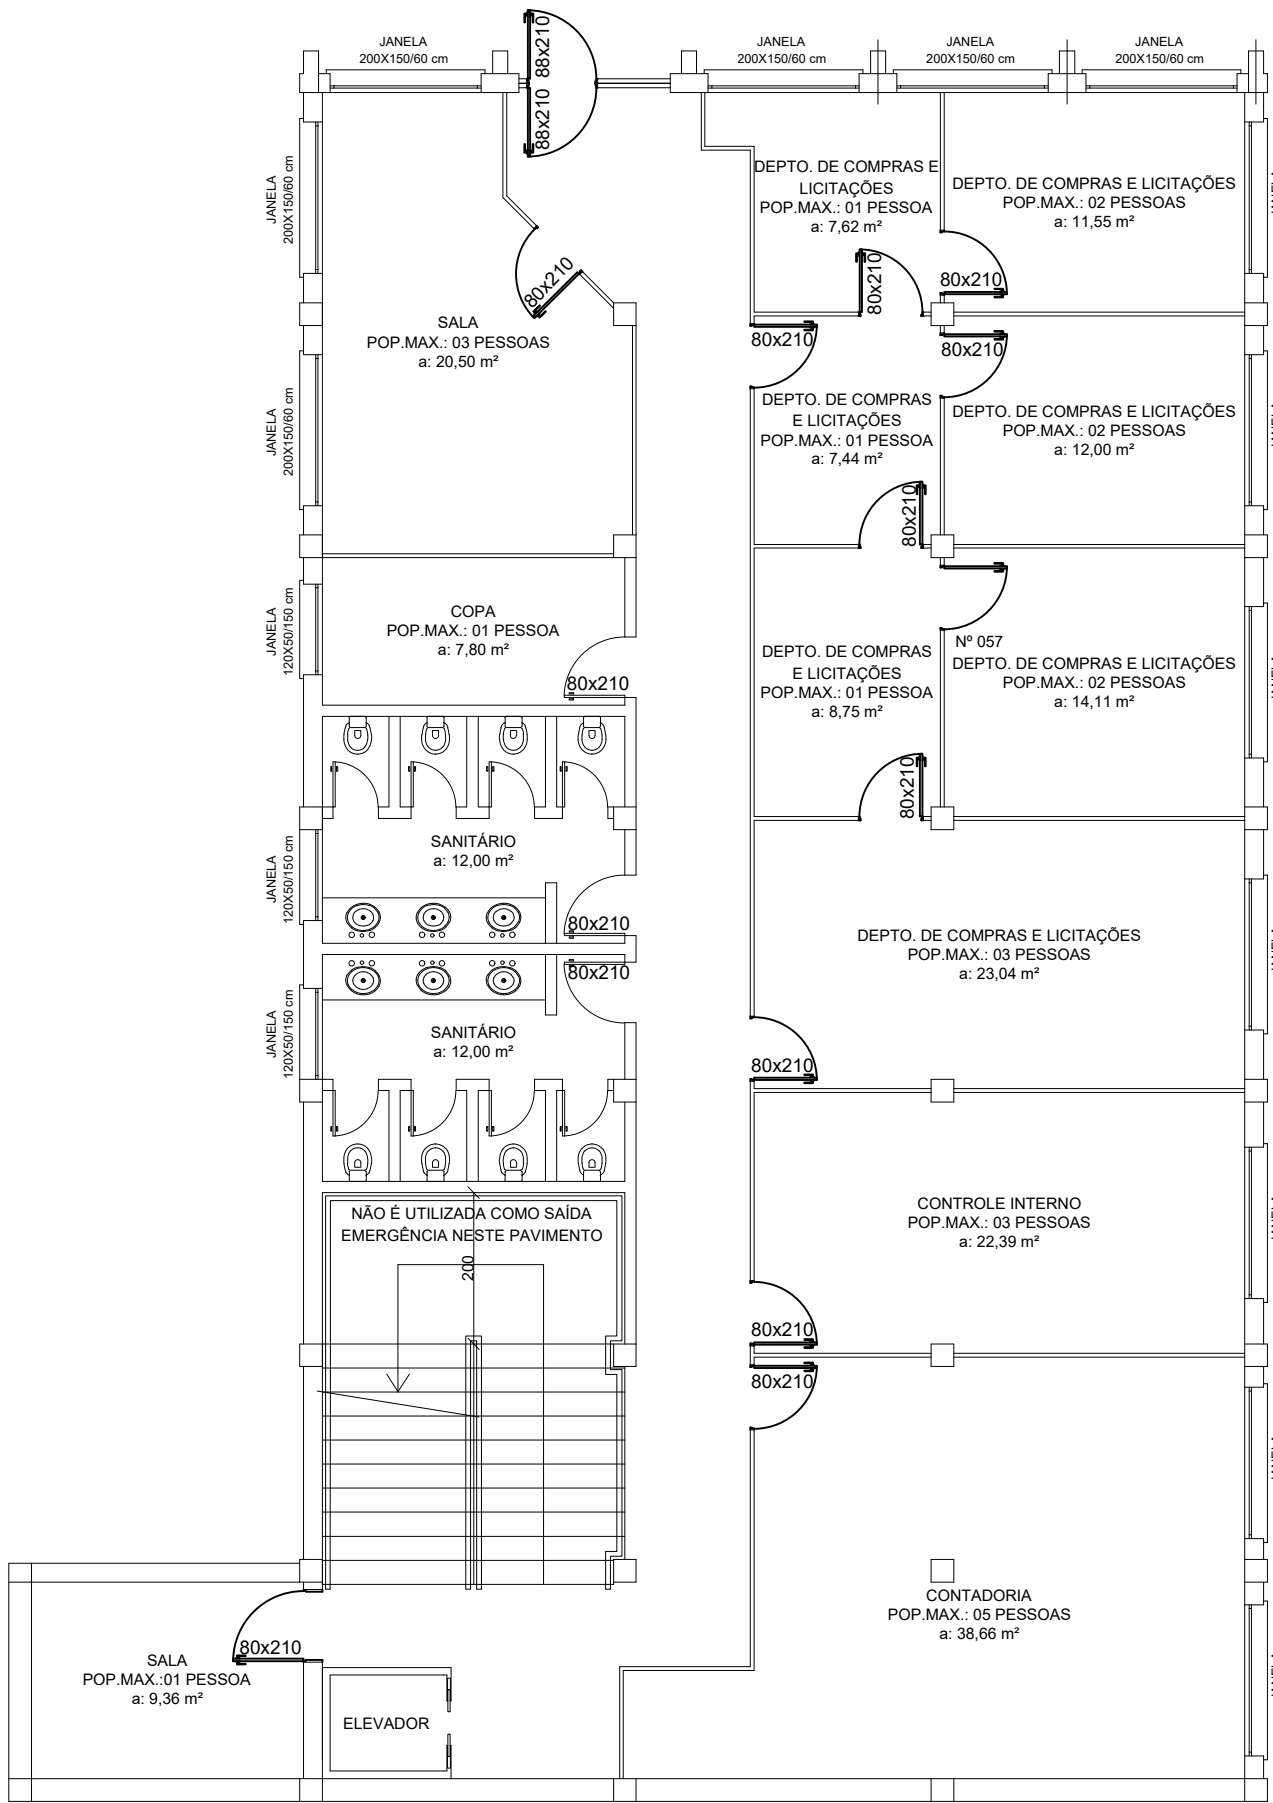 JANELA
200X150/60 cm
88x210
88x210
JANELA
200X150/60 cm
JANELA
200X150/60 cm
JANELA
200X150/60 cm
JANELA
200X150/60 cm
JANELA
200X150/60 cm
JANELA
120X50/150 cm
JANELA
120X50/150 cm
JANELA
120X50/150 cm
DEPTO. DE COMPRAS E
LICITAÇÕES
POP.MAX.: 01 PESSOA
a: 7,62 m²
80x210
DEPTO. DE COMPRAS E LICITAÇÕES
POP.MAX.: 02 PESSOAS
a: 11,55 m²
80x210
80x210
SALA
POP.MAX.: 03 PESSOAS
a: 20,50 m²
80x210
80x210
DEPTO. DE COMPRAS
E LICITAÇÕES
POP.MAX.: 01 PESSOA
a: 7,44 m²
80x210
DEPTO. DE COMPRAS E LICITAÇÕES
POP.MAX.: 02 PESSOAS
a: 12,00 m²
COPA
POP.MAX.: 01 PESSOA
a: 7,80 m²
80x210
DEPTO. DE COMPRAS
E LICITAÇÕES
POP.MAX.: 01 PESSOA
a: 8,75 m²
80x210
Nº 057
DEPTO. DE COMPRAS E LICITAÇÕES
POP.MAX.: 02 PESSOAS
a: 14,11 m²
SANITÁRIO
a: 12,00 m²
80x210
80x210
SANITÁRIO
a: 12,00 m²
DEPTO. DE COMPRAS E LICITAÇÕES
POP.MAX.: 03 PESSOAS
a: 23,04 m²
80x210
NÃO É UTILIZADA COMO SAÍDA
EMERGÊNCIA NESTE PAVIMENTO
200
CONTROLE INTERNO
POP.MAX.: 03 PESSOAS
a: 22,39 m²
80x210
80x210
CONTADORIA
POP.MAX.: 05 PESSOAS
a: 38,66 m²
80x210
SALA
POP.MAX.:01 PESSOA
a: 9,36 m²
ELEVADOR